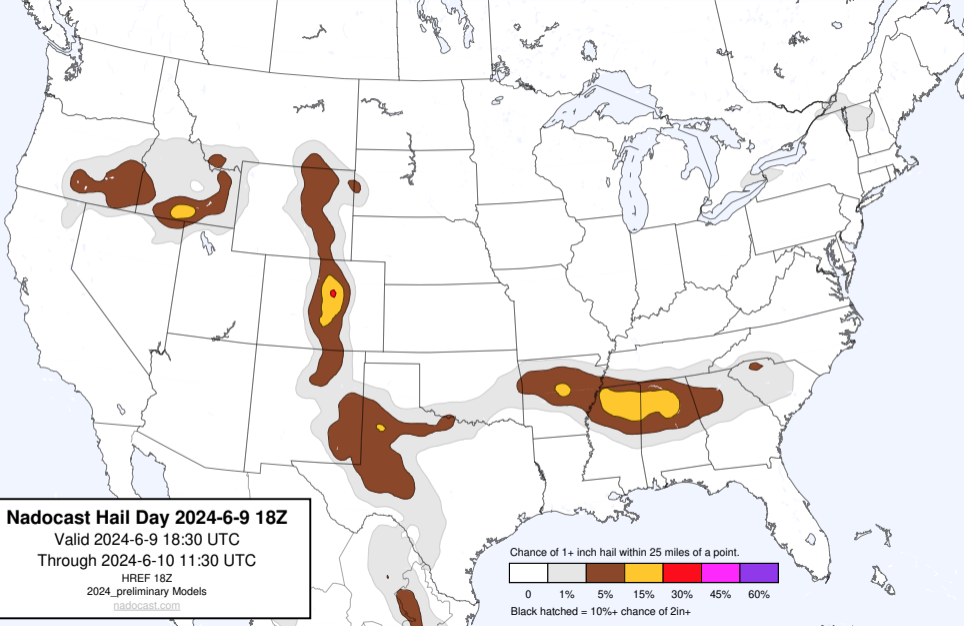 Nadocast Hail Day 2024-6-9 18Z
Valid 2024-6-9 18:30 UTC
Through 2024-6-10 11:30 UTC
HREF 18Z
2024_preliminary Models
nadocast.com
Chance of 1+ inch hail within 25 miles of a point.
0 1% 5% 15% 30% 45% 60%
Black hatched = 10%+ chance of 2in+